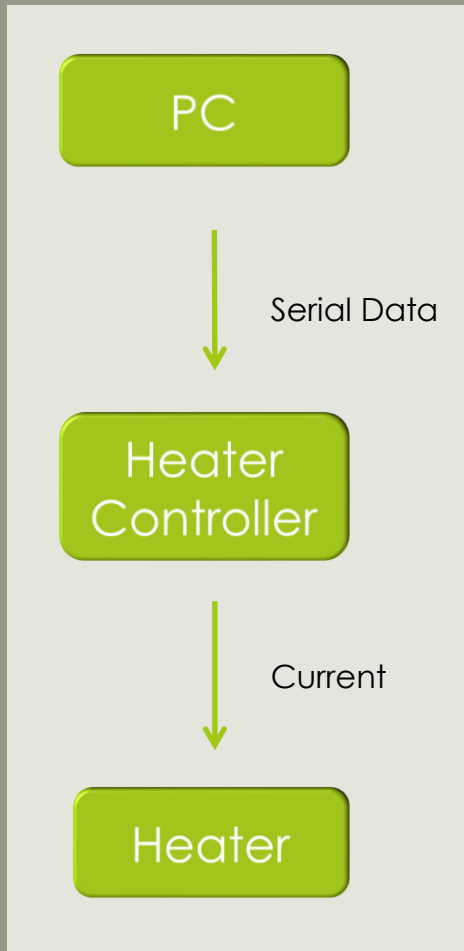 PC
Serial Data
Heater
Controller
Current
Heater